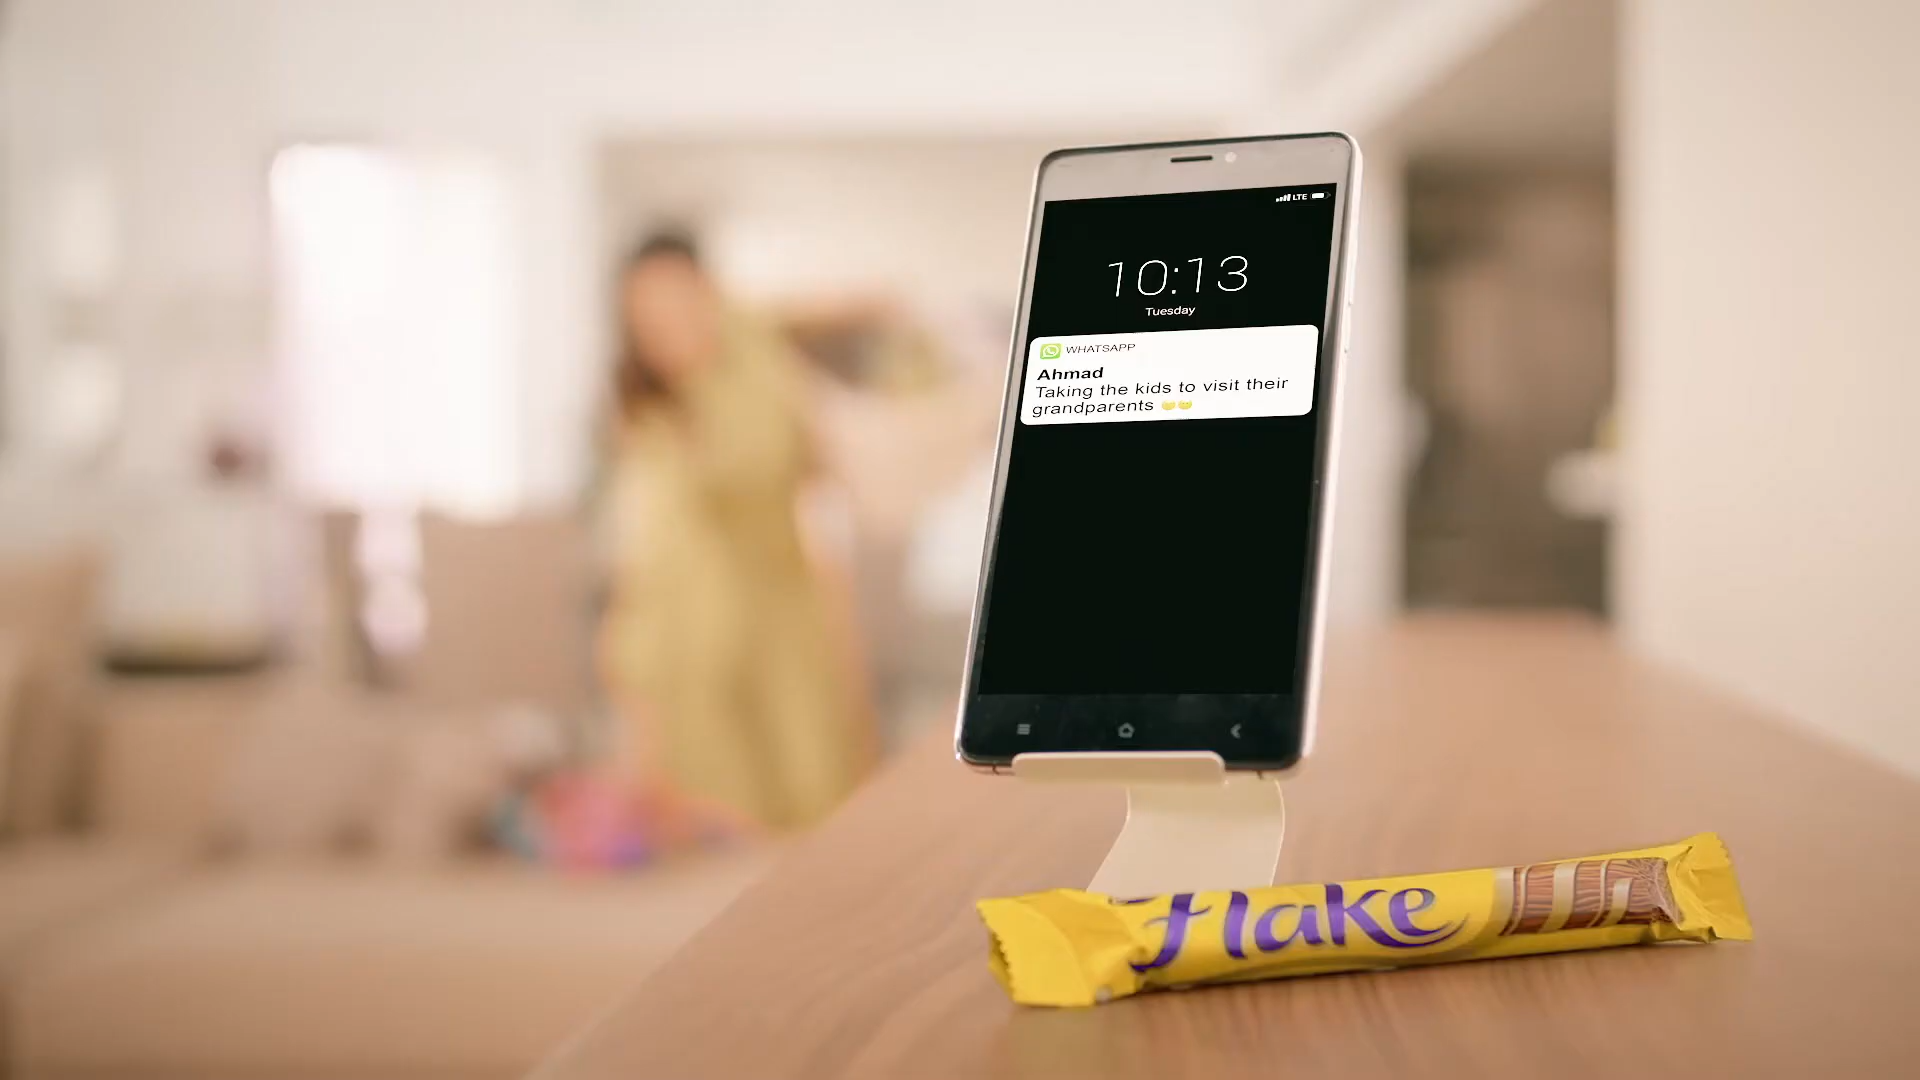 LTE
10:13
Tuesday
WHATSAPP
Ahmad
Taking the kids to visit their
grandparents
Flake